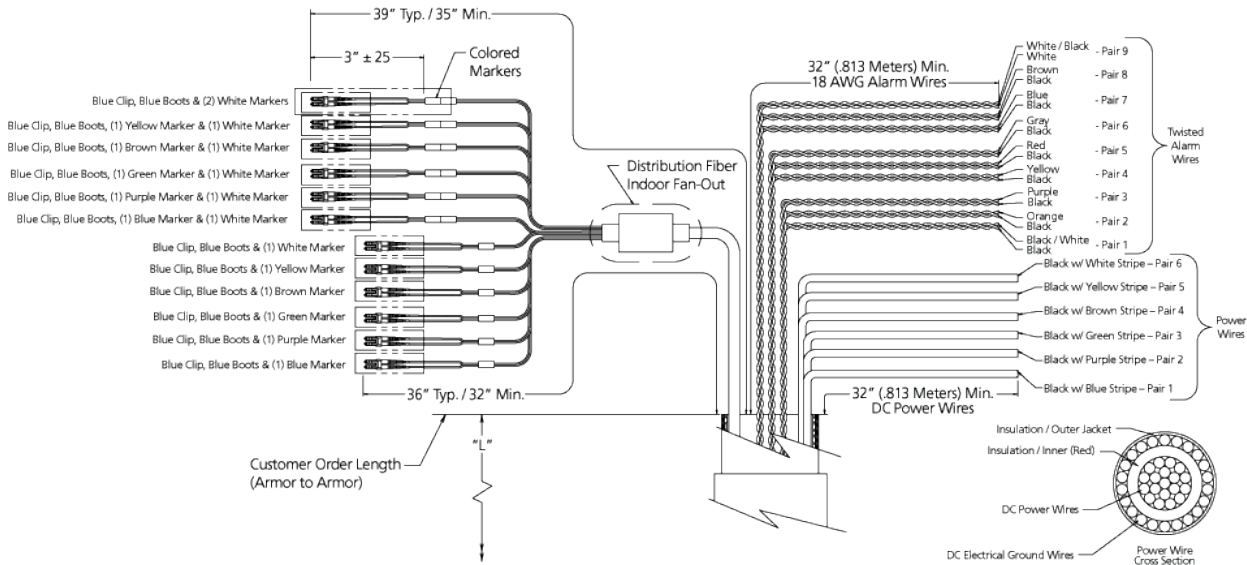 39” Typ. / 35” Min.
3” ± 25
Colored
Markers
Blue Clip, Blue Boots & (2) White Markers
Blue Clip, Blue Boots, (1) Yellow Marker & (1) White Marker
Blue Clip, Blue Boots, (1) Brown Marker & (1) White Marker
Blue Clip, Blue Boots, (1) Green Marker & (1) White Marker
Blue Clip, Blue Boots, (1) Purple Marker & (1) White Marker
Blue Clip, Blue Boots, (1) Blue Marker & (1) White Marker
Blue Clip, Blue Boots & (1) White Marker
Blue Clip, Blue Boots & (1) Yellow Marker
Blue Clip, Blue Boots & (1) Brown Marker
Blue Clip, Blue Boots & (1) Green Marker
Blue Clip, Blue Boots & (1) Purple Marker
Blue Clip, Blue Boots & (1) Blue Marker
36” Typ. / 32” Min.
Distribution Fiber
Indoor Fan-Out
"L"
Customer Order Length
(Armor to Armor)
32” (.813 Meters) Min.
18 AWG Alarm Wires
White / Black
White
- Pair 9
Brown
Black
- Pair 8
Blue
Black
- Pair 7
Gray
Black
- Pair 6
Red
Black
- Pair 5
Yellow
Black
- Pair 4
Purple
Black
- Pair 3
Orange
Black
- Pair 2
Black / White
Black
- Pair 1
Twisted
Alarm
Wires
Black w/ White Stripe – Pair 6
Black w/ Yellow Stripe – Pair 5
Black w/ Brown Stripe – Pair 4
Black w/ Green Stripe – Pair 3
Black w/ Purple Stripe – Pair 2
Black w/ Blue Stripe – Pair 1
Power
Wires
32” (.813 Meters) Min.
DC Power Wires
Insulation / Outer Jacket
Insulation / Inner (Red)
DC Power Wires
DC Electrical Ground Wires
Power Wire
Cross Section